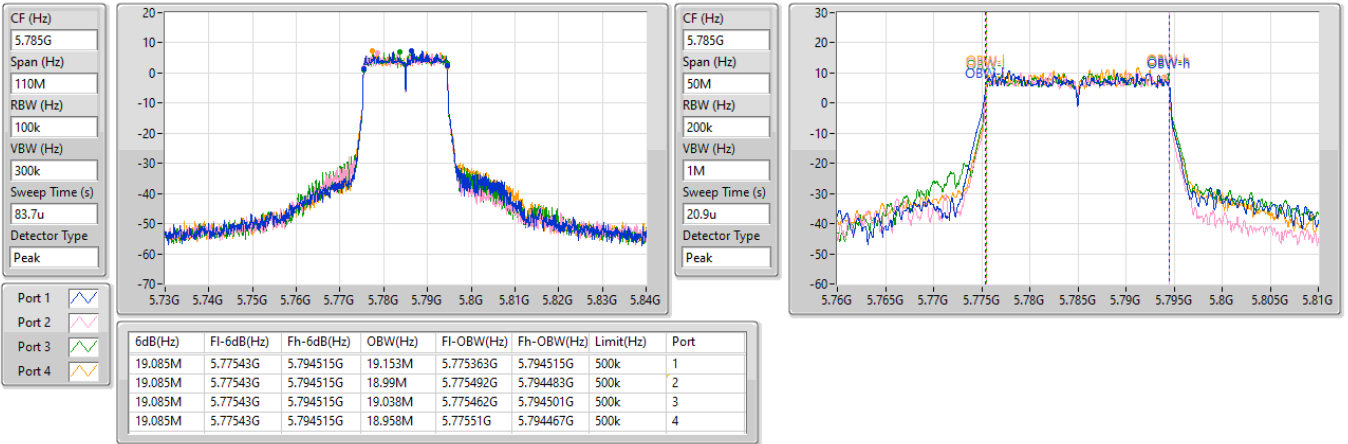 CF (Hz)
5.785G
Span (Hz)
110M
RBW (Hz)
100k
VBW (Hz)
300k
Sweep Time (s)
83.7u
Detector Type
Peak
20
10
0
-10
-20
-30
-40
-50
-60
-70
5.73G 5.74G 5.75G 5.76G 5.77G 5.78G 5.79G 5.8G 5.81G 5.82G 5.83G 5.84G
CF (Hz)
5.785G
Span (Hz)
50M
RBW (Hz)
200k
VBW (Hz)
1M
Sweep Time (s)
20.9u
Detector Type
Peak
30
20
10
0
-10
-20
-30
-40
-50
-60
OBW-l OBW-h
5.76G 5.765G 5.77G 5.775G 5.78G 5.785G 5.79G 5.795G 5.8G 5.805G 5.81G
Port 1
Port 2
Port 3
Port 4
6dB(Hz) Fl-6dB(Hz) Fh-6dB(Hz) OBW(Hz) Fl-OBW(Hz) Fh-OBW(Hz) Limit(Hz) Port
19.085M 5.77543G 5.794515G 19.153M 5.775363G 5.794515G 500k 1
19.085M 5.77543G 5.794515G 18.99M 5.775492G 5.794483G 500k 2
19.085M 5.77543G 5.794515G 19.038M 5.775462G 5.794501G 500k 3
19.085M 5.77543G 5.794515G 18.958M 5.77551G 5.794467G 500k 4